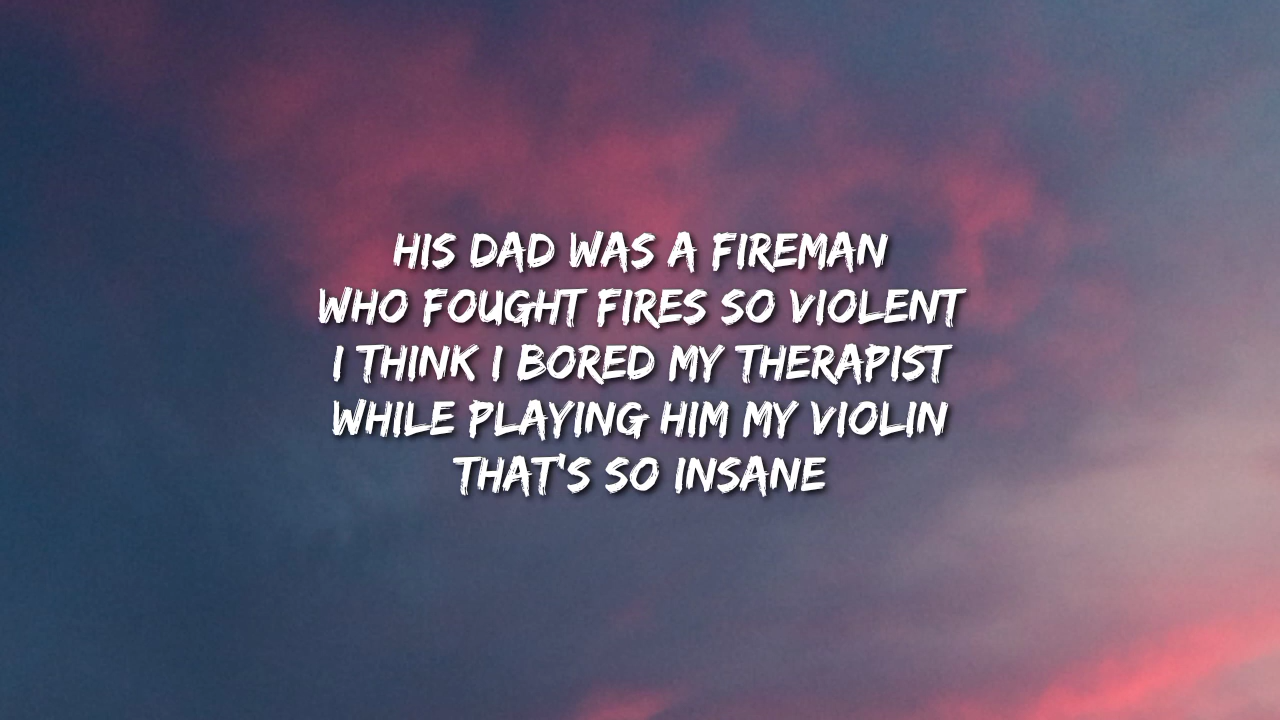 HIS DAD WAS A FIREMAN
WHO FOUGHT FIRES SO VIOLENT
I THINK I BORED MY THERAPIST
WHILE PLAYING HIM MY VIOLIN
THAT'S SO INSANE